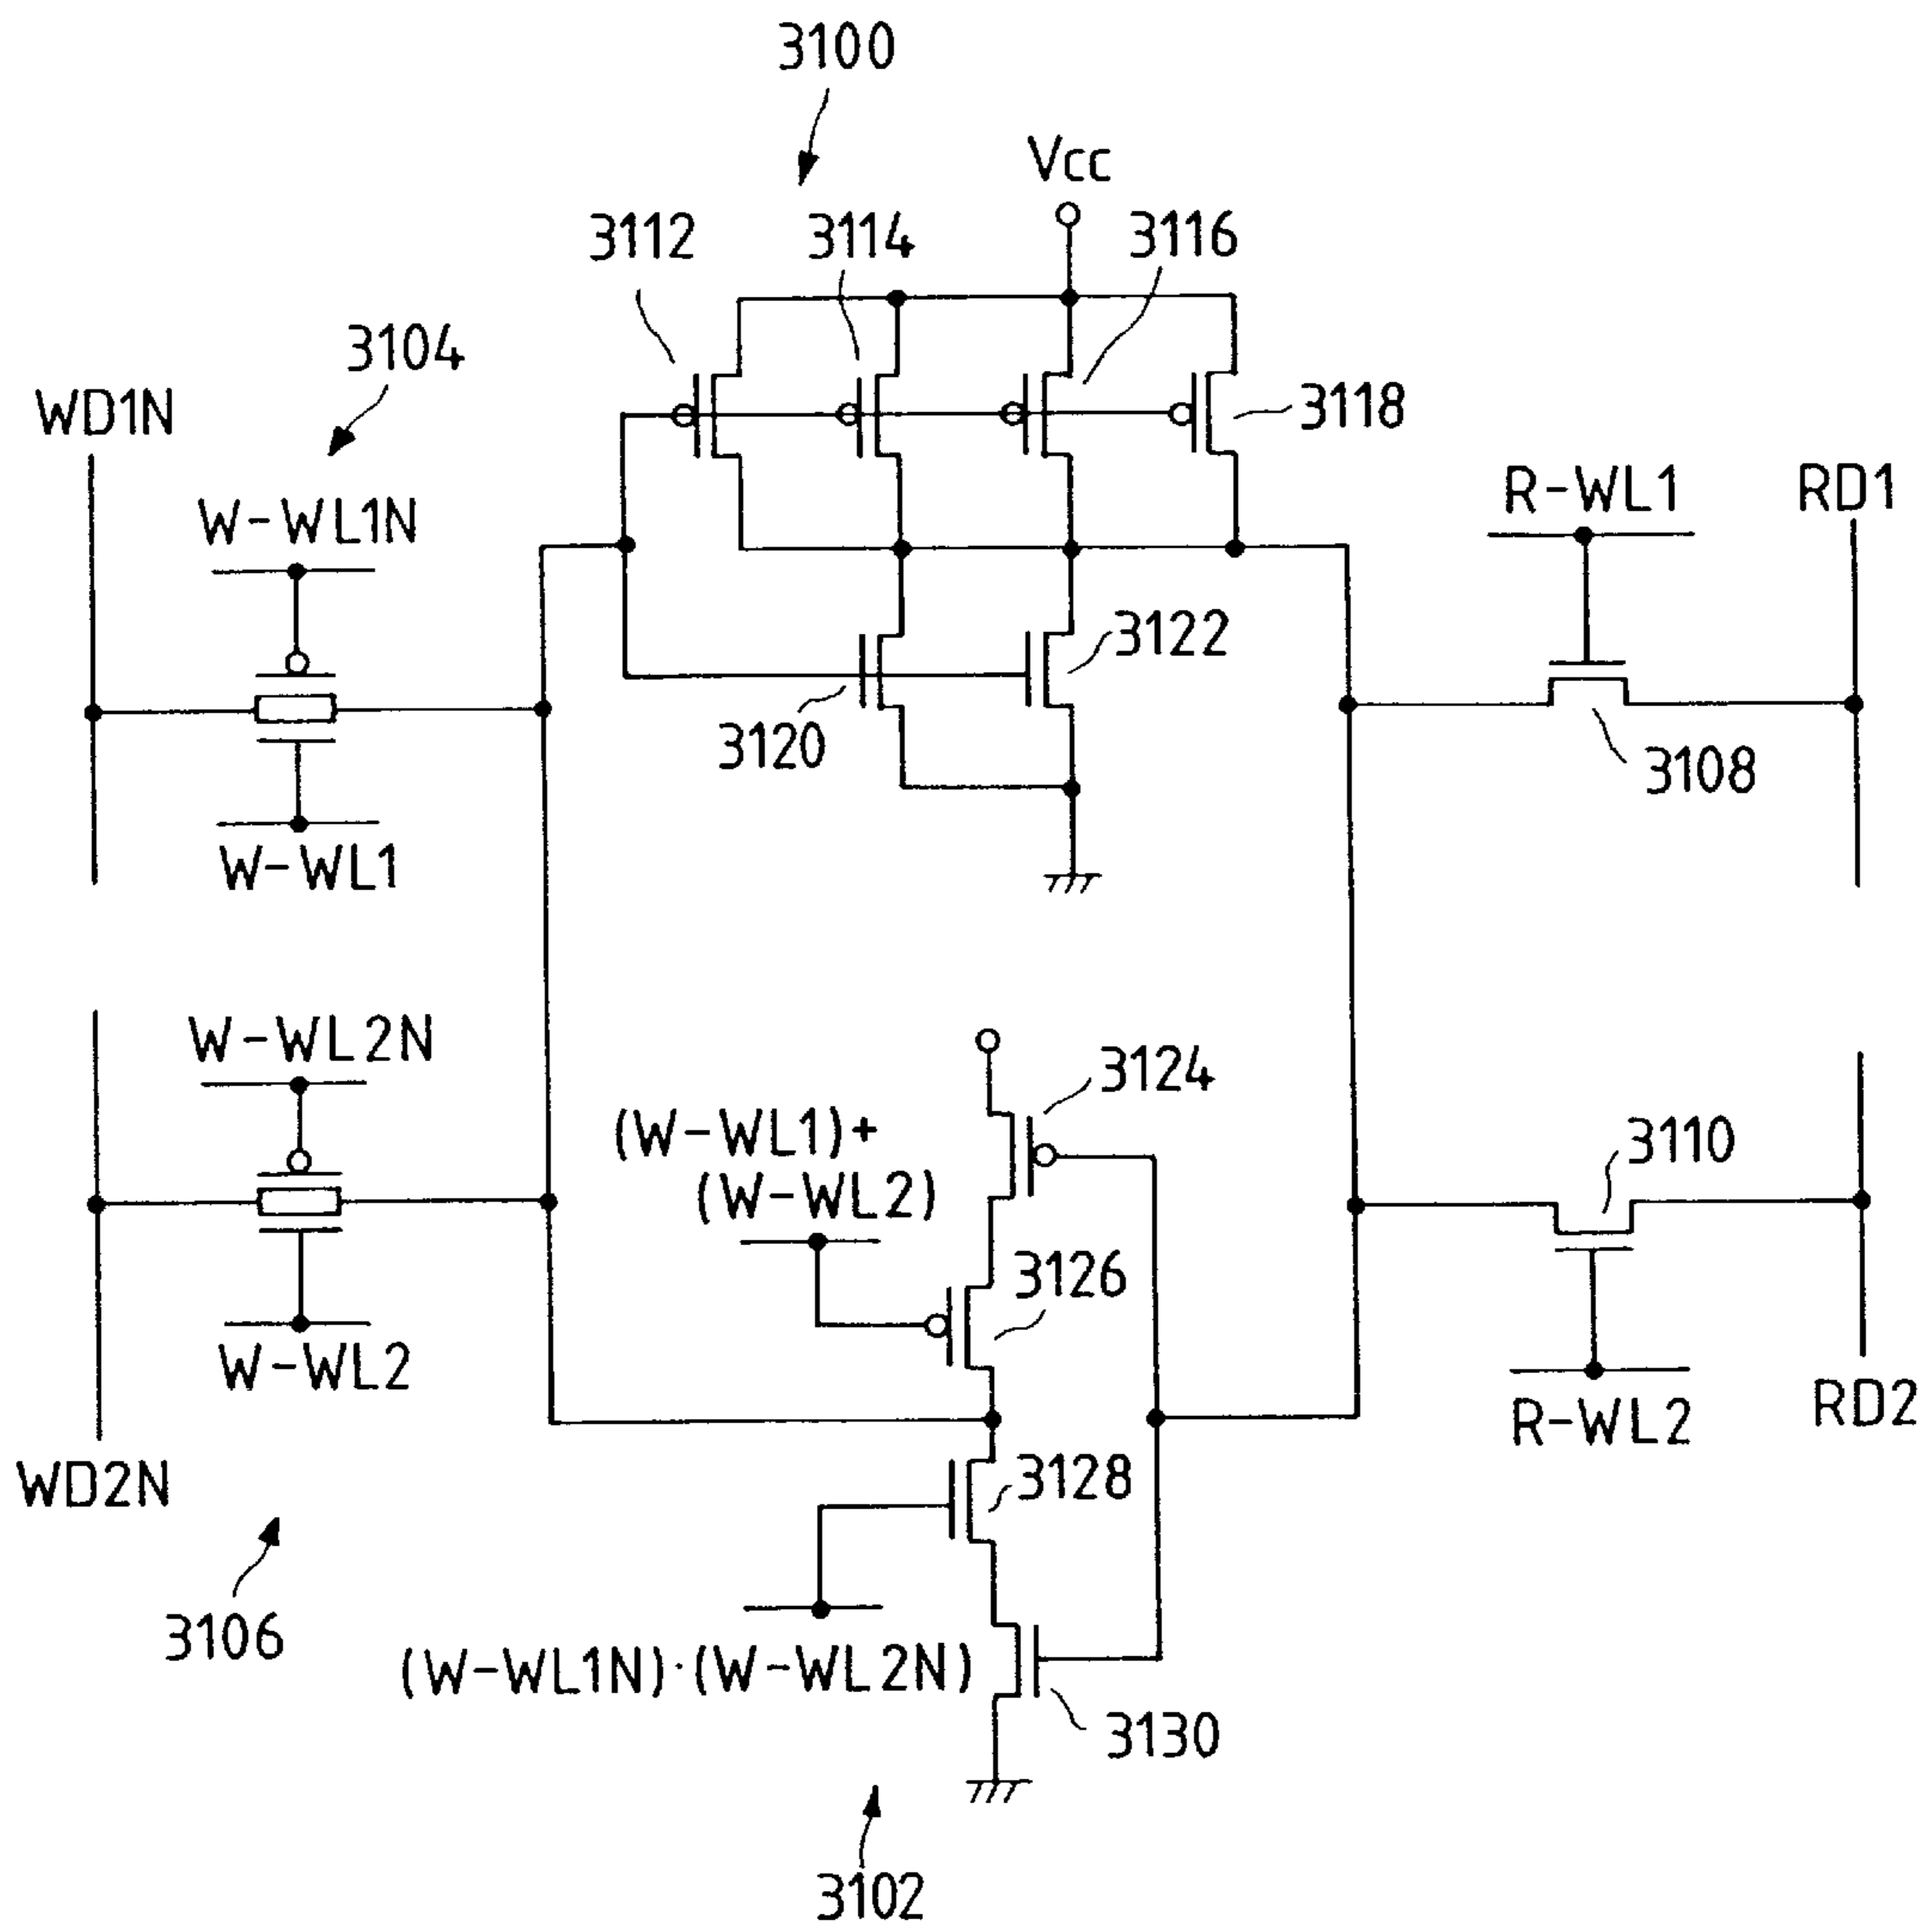 3100
Vcc
3112
3114
3116
3104
3118
WD1N
R-WL1
RD1
W-WL1N
3122
3120
3108
W-WL1
W-WL2N
3124
(W-WL1)+
(W-WL2)
3110
3126
W-WL2
RD2
R-WL2
WD2N
3128
3106
(W-WL1N)·(W-WL2N)
3130
3102